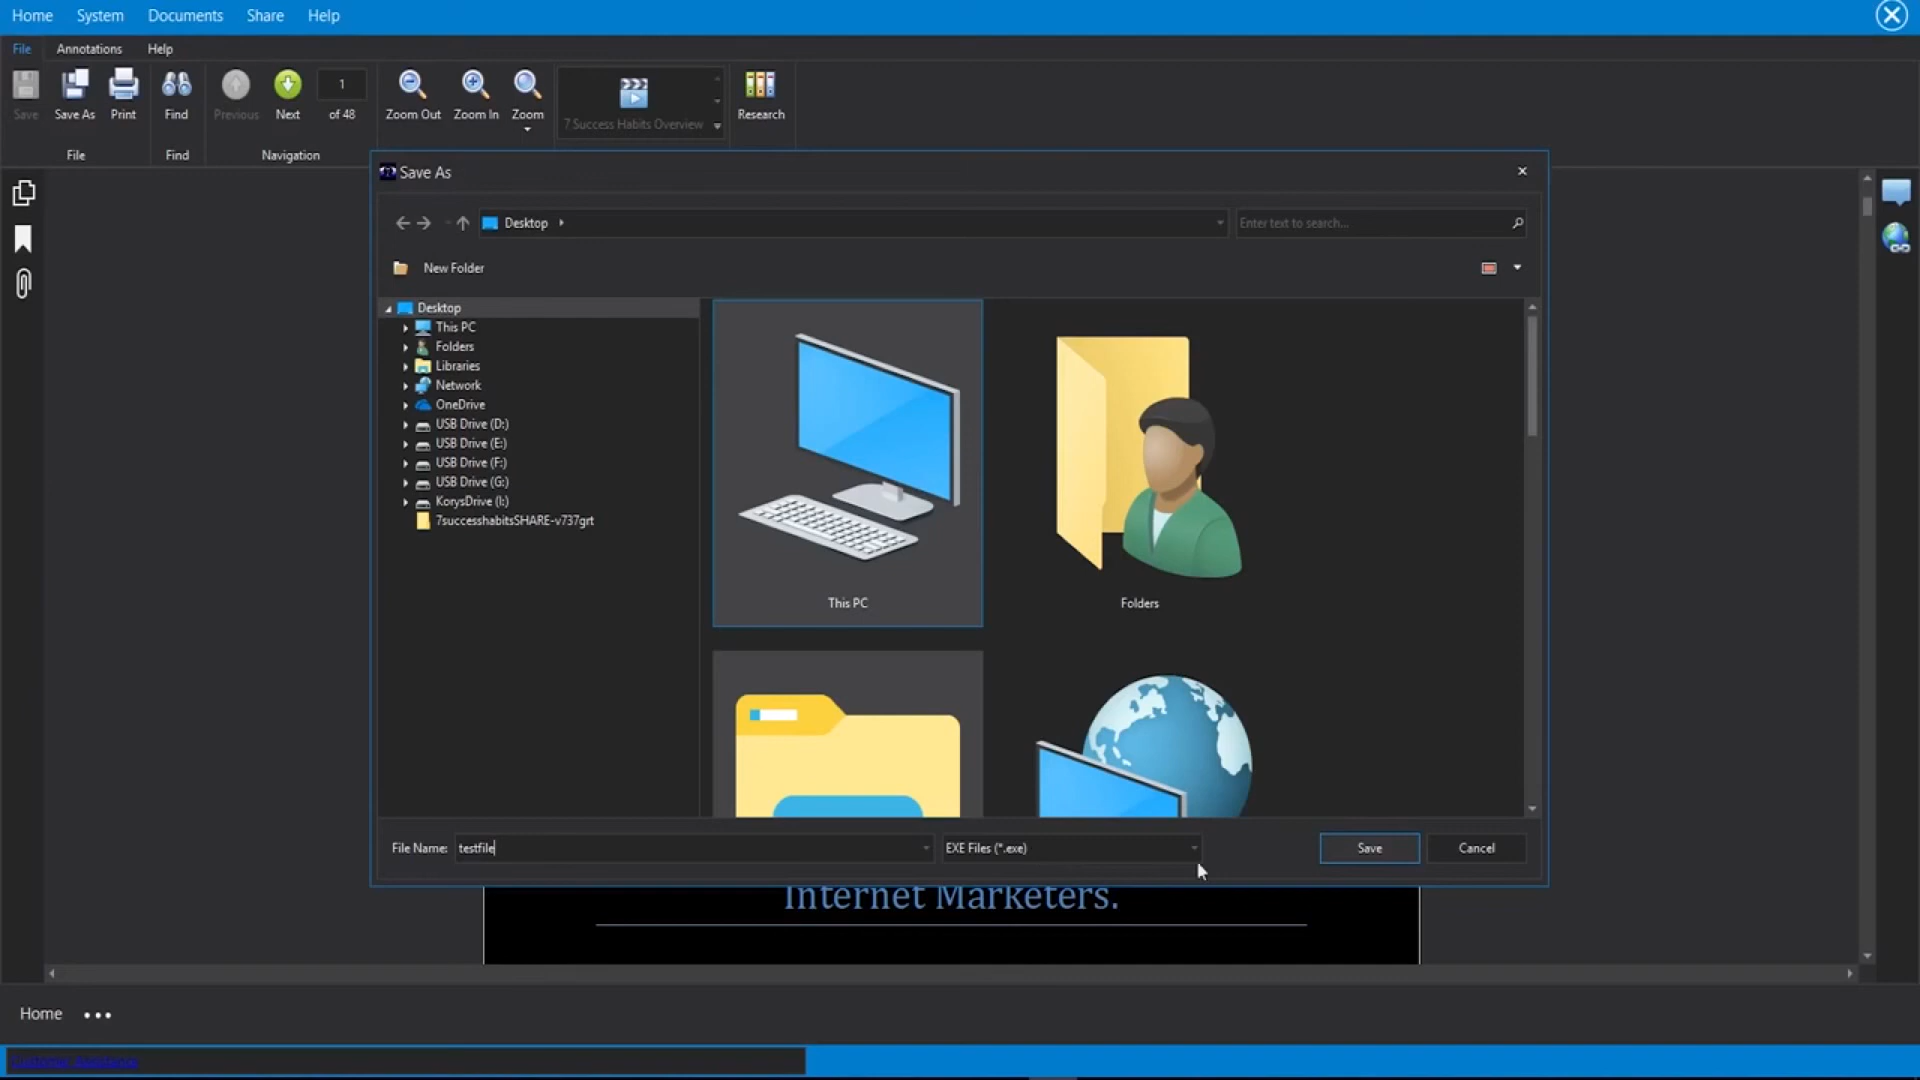 Home System Documents Share Help
File Annotations Help
1
Save Save As Print Find Previous Next of 48 Zoom Out Zoom In Zoom 7 Success Habits Overview Research
File Find Navigation
Save As
Desktop
Enter text to search...
New Folder
Desktop
This PC
Folders
Libraries
Network
OneDrive
USB Drive (D:)
USB Drive (E:)
USB Drive (F:)
USB Drive (G:)
KorysDrive (I:)
7successhabitsSHARE-v737grt
This PC
Folders
File Name: testfile EXE Files (*.exe) Save Cancel
Internet Marketers.
Home
Customer Assistance